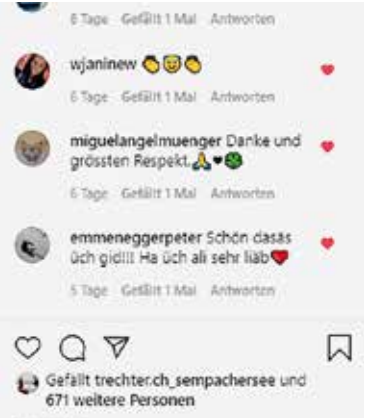 6 Tage Gefällt 1 Mal Antworten
wjaninew 👏😇👏
6 Tage Gefällt 1 Mal Antworten
miguelangelmuenger Danke und
grössten Respekt.🙏♥🍀
6 Tage Gefällt 1 Mal Antworten
emmeneggerpeter Schön dasäs
üch gid!!! Ha üch ali sehr liäb❤
5 Tage Gefällt 1 Mal Antworten
Gefällt trechter.ch_sempachersee und
671 weitere Personen